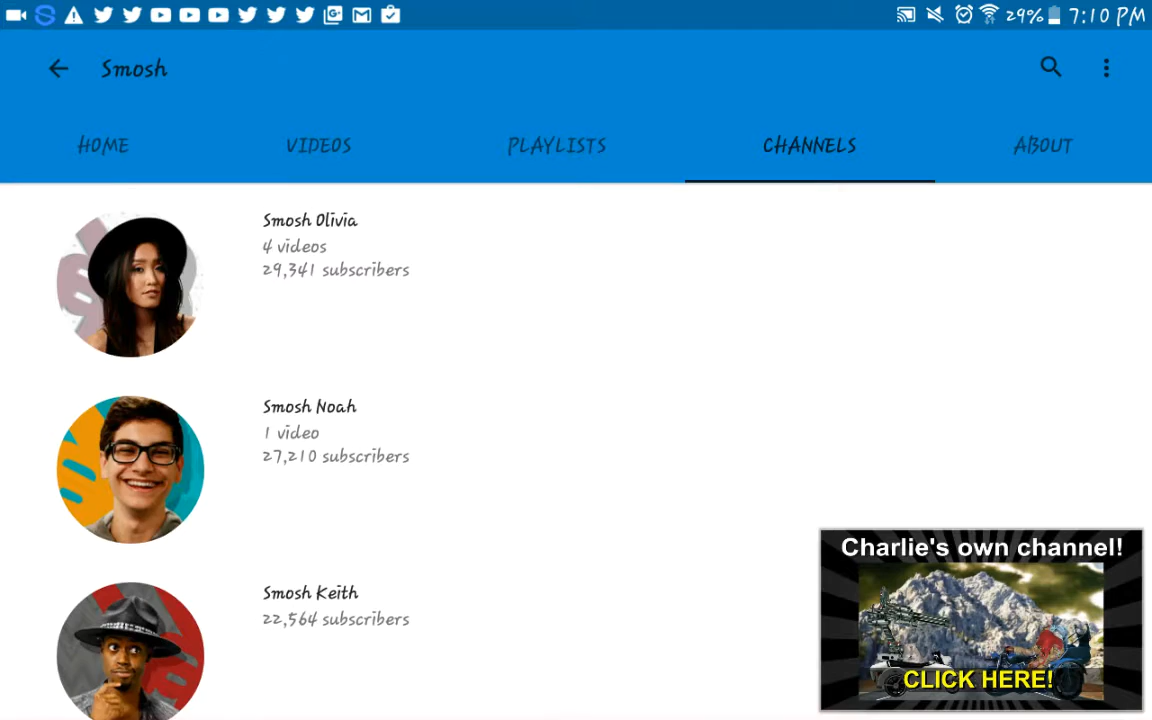 29% 7:10 PM
Smosh
HOME VIDEOS PLAYLISTS CHANNELS ABOUT
Smosh Olivia
4 videos
29,341 subscribers
Smosh Noah
1 video
27,210 subscribers
Smosh Keith
22,564 subscribers
Charlie's own channel!
CLICK HERE!